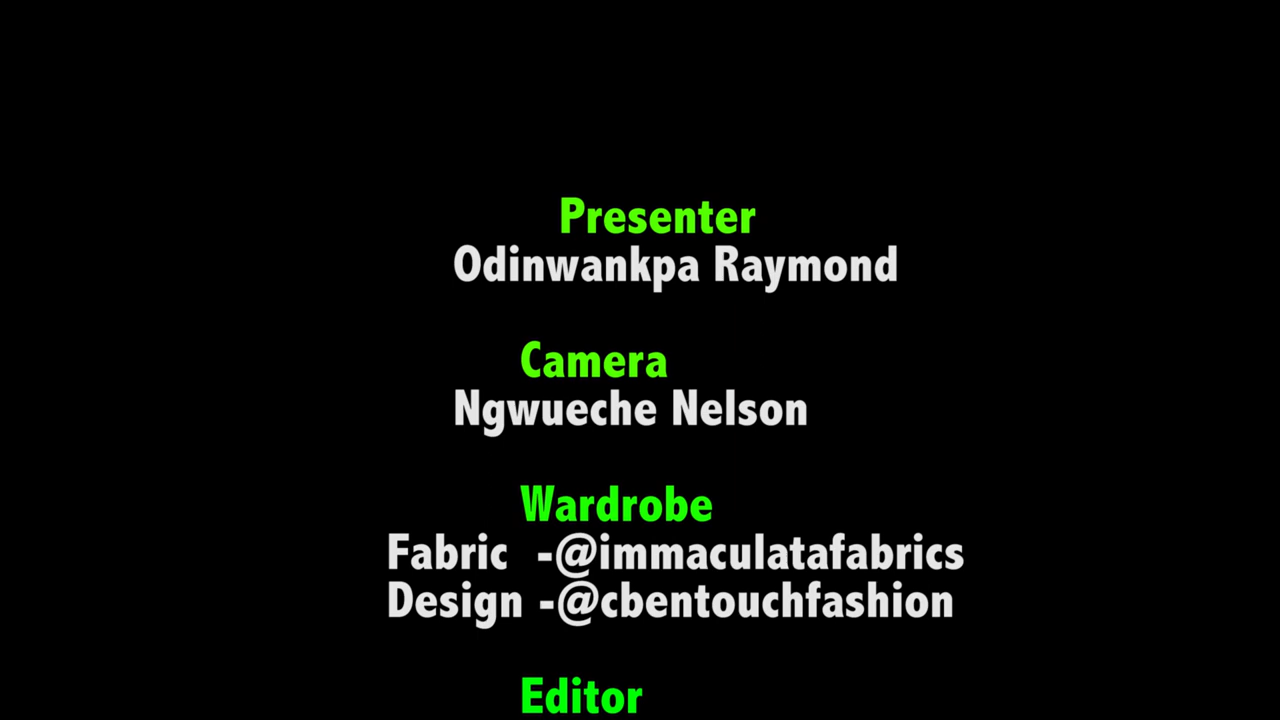 Presenter
Odinwankpa Raymond
Camera
Ngwueche Nelson
Wardrobe
Fabric -@immaculatafabrics
Design -@cbentouchfashion
Editor